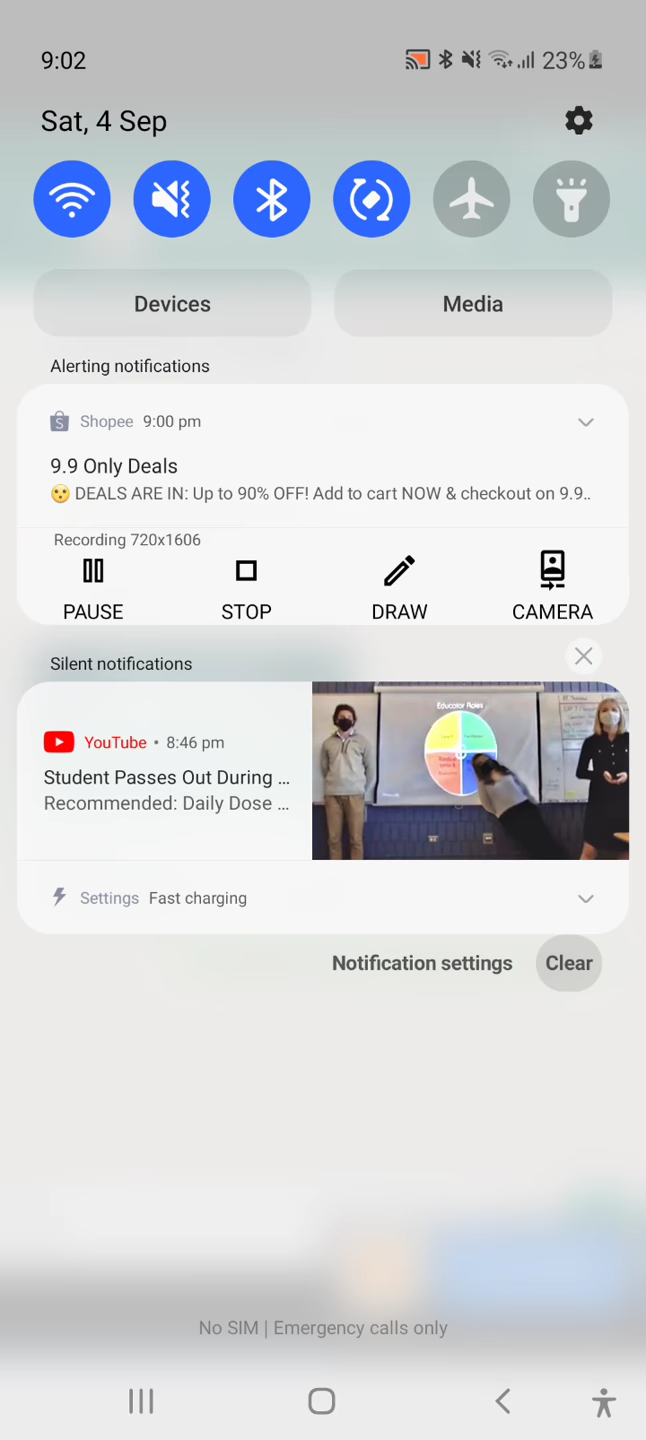 9:02
23%
Sat, 4 Sep
Devices
Media
Alerting notifications
Shopee 9:00 pm
9.9 Only Deals
DEALS ARE IN: Up to 90% OFF! Add to cart NOW & checkout on 9.9..
Recording 720x1606
PAUSE
STOP
DRAW
CAMERA
Silent notifications
YouTube • 8:46 pm
Student Passes Out During ...
Recommended: Daily Dose ...
Educator Roles
Settings Fast charging
Notification settings
Clear
No SIM | Emergency calls only